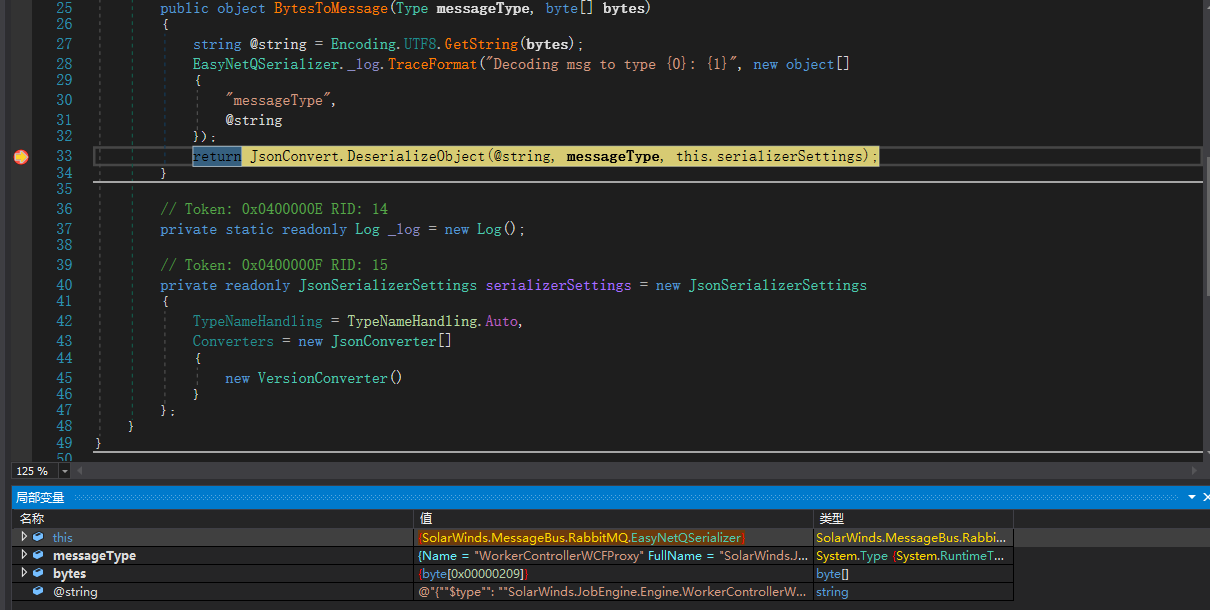 25 public object BytesToMessage(Type messageType, byte[] bytes)
26 {
27 string @string = Encoding.UTF8.GetString(bytes);
28 EasyNetQSerializer._log.TraceFormat("Decoding msg to type {0}: {1}", new object[]
29 {
30 "messageType",
31 @string
32 });
33 return JsonConvert.DeserializeObject(@string, messageType, this.serializerSettings);
34 }
35
36 // Token: 0x0400000E RID: 14
37 private static readonly Log _log = new Log();
38
39 // Token: 0x0400000F RID: 15
40 private readonly JsonSerializerSettings serializerSettings = new JsonSerializerSettings
41 {
42 TypeNameHandling = TypeNameHandling.Auto,
43 Converters = new JsonConverter[]
44 {
45 new VersionConverter()
46 }
47 };
48 }
49 }
50
125 %
局部变量
名称 值 类型
this {SolarWinds.MessageBus.RabbitMQ.EasyNetQSerializer} SolarWinds.MessageBus.Rabbi...
messageType {Name = "WorkerControllerWCFProxy" FullName = "SolarWinds.J... System.Type {System.RuntimeT...
bytes {byte[0x00000209]} byte[]
@string @"{""$type"": ""SolarWinds.JobEngine.Engine.WorkerControllerW... string